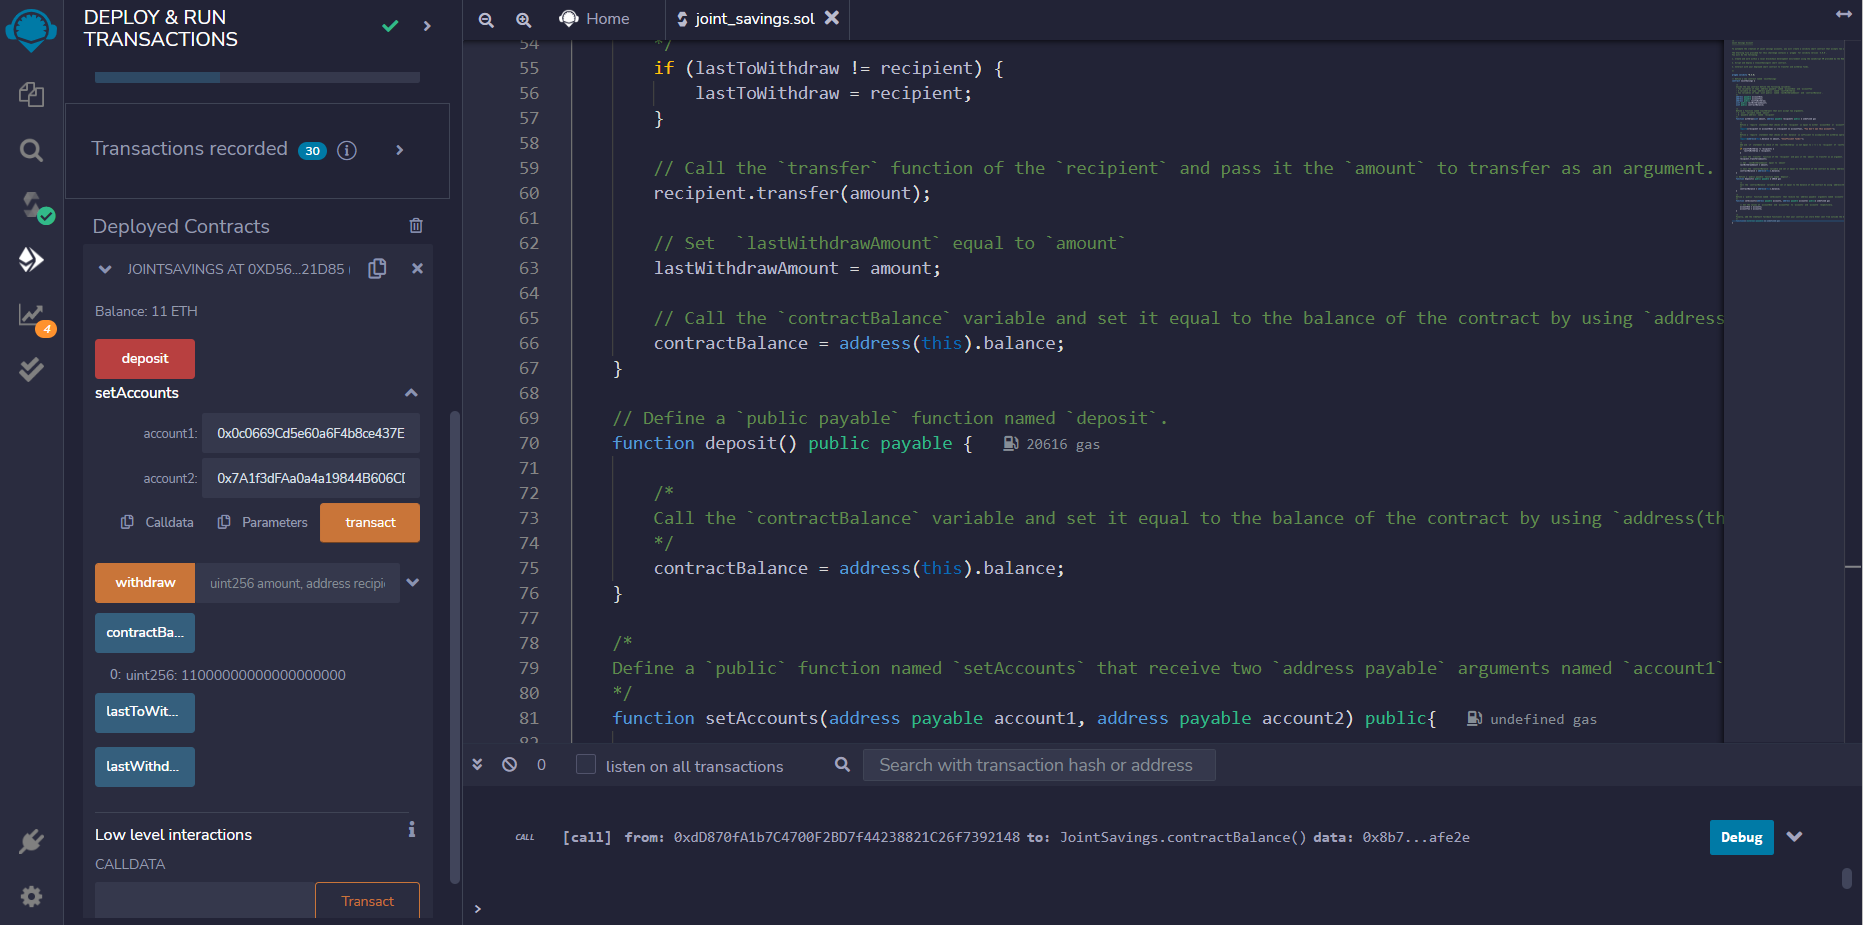 DEPLOY & RUN
TRANSACTIONS
Transactions recorded 30 i
Deployed Contracts
JOINTSAVINGS AT 0XD56...21D85
Balance: 11 ETH
deposit
setAccounts
account1: 0x0c0669Cd5e60a6F4b8ce437E
account2: 0x7A1f3dFAa0a4a19844B606CD
Calldata Parameters transact
withdraw uint256 amount, address recipi
contractBa...
0: uint256: 11000000000000000000
lastToWit...
lastWithd...
Low level interactions i
CALLDATA
Transact
4
Home joint_savings.sol
54 */
55 if (lastToWithdraw != recipient) {
56 lastToWithdraw = recipient;
57 }
58
59 // Call the `transfer` function of the `recipient` and pass it the `amount` to transfer as an argument.
60 recipient.transfer(amount);
61
62 // Set  `lastWithdrawAmount` equal to `amount`
63 lastWithdrawAmount = amount;
64
65 // Call the `contractBalance` variable and set it equal to the balance of the contract by using `address
66 contractBalance = address(this).balance;
67 }
68
69 // Define a `public payable` function named `deposit`.
70 function deposit() public payable { 20616 gas
71
72 /*
73 Call the `contractBalance` variable and set it equal to the balance of the contract by using `address(th
74 */
75 contractBalance = address(this).balance;
76 }
77
78 /*
79 Define a `public` function named `setAccounts` that receive two `address payable` arguments named `account1`
80 */
81 function setAccounts(address payable account1, address payable account2) public{ undefined gas
82
0 listen on all transactions Search with transaction hash or address
CALL [call] from: 0xdD870fA1b7C4700F2BD7f44238821C26f7392148 to: JointSavings.contractBalance() data: 0x8b7...afe2e Debug
>